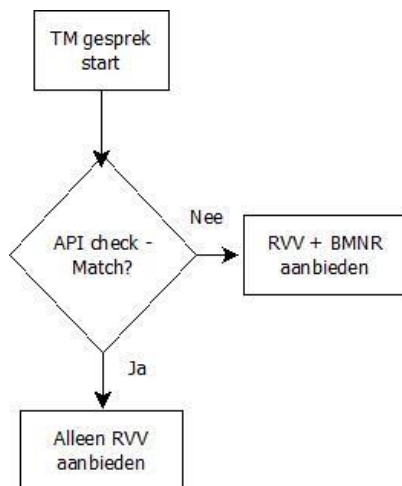 TM gesprek
start
API check -
Match?
Nee
RVV + BMNR
aanbieden
Ja
Alleen RVV
aanbieden